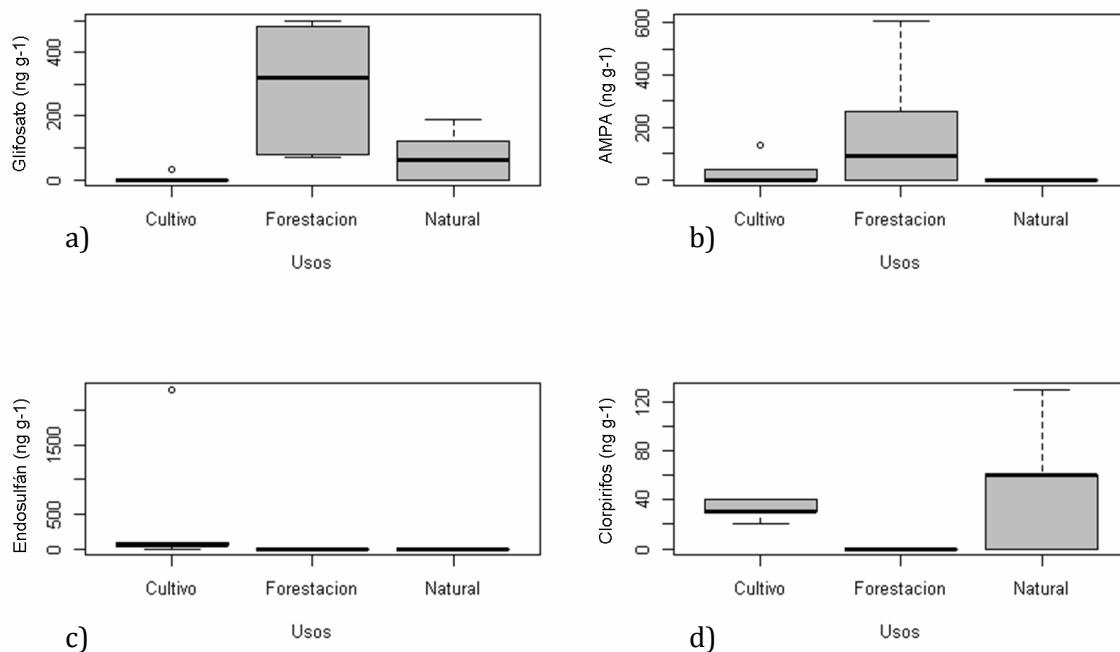 Glifosato (ng g-1)
400
200
0
Cultivo Forestacion Natural
a)
Usos
AMPA (ng g-1)
600
400
200
0
Cultivo Forestacion Natural
b)
Usos
Endosulfán (ng g-1)
1500
500
0
Cultivo Forestacion Natural
c)
Usos
Clorpirifos (ng g-1)
120
80
40
0
Cultivo Forestacion Natural
d)
Usos